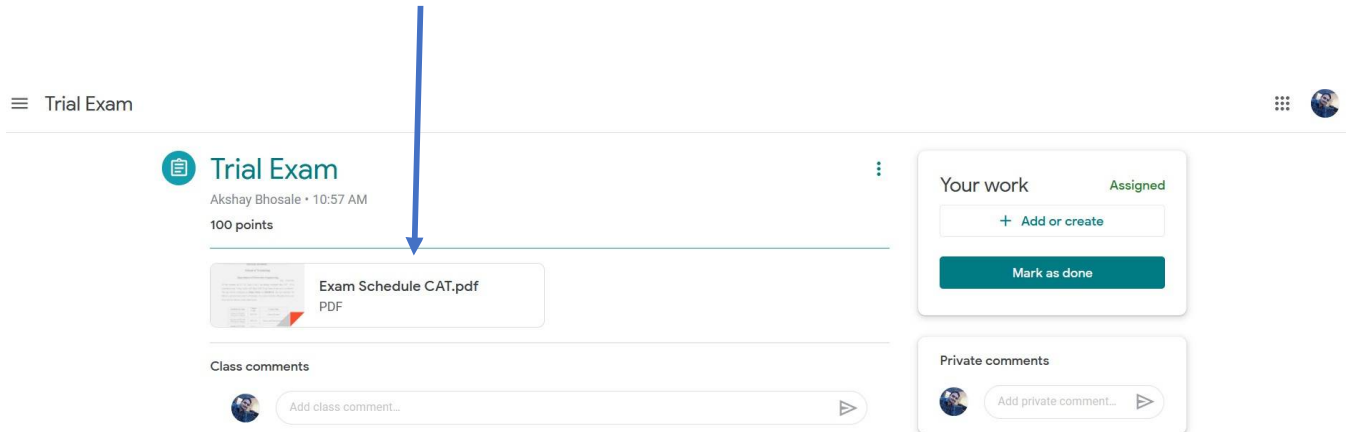 Trial Exam
Trial Exam
Akshay Bhosale • 10:57 AM
100 points
Exam Schedule CAT.pdf
PDF
Class comments
Add class comment...
Your work
Assigned
+ Add or create
Mark as done
Private comments
Add private comment...